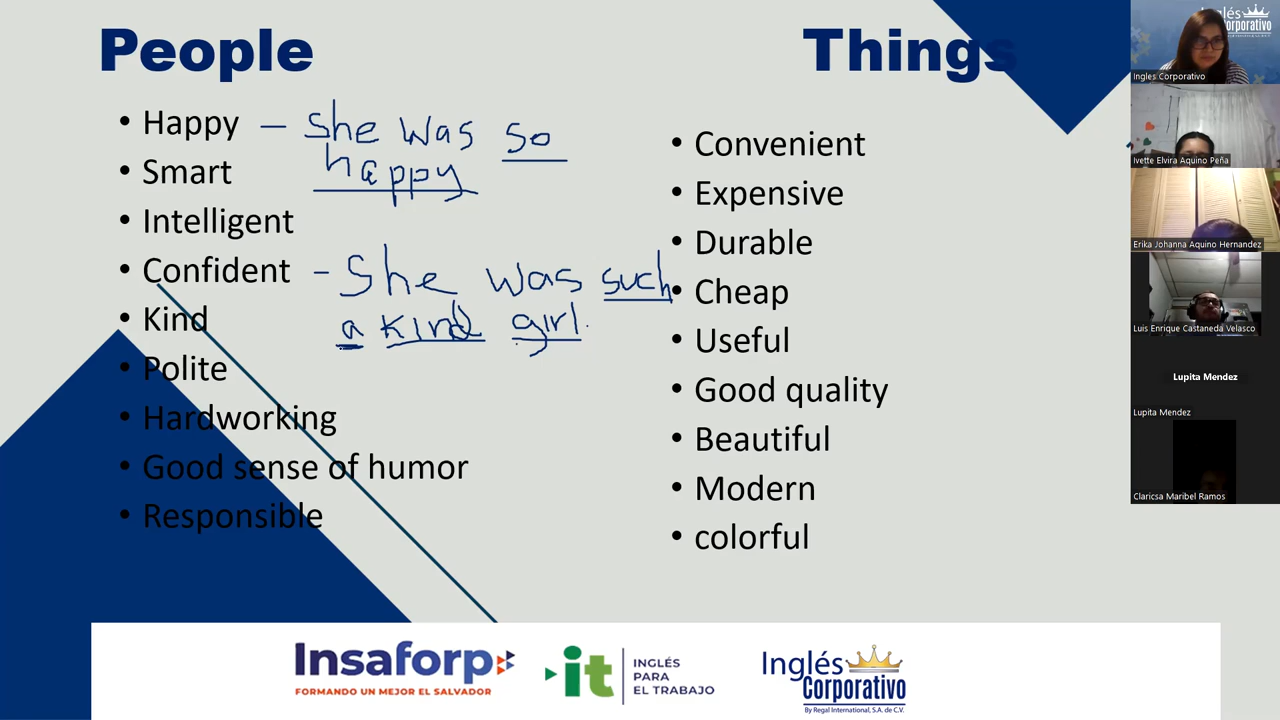 People
Things
• Happy – She was so
happy
• Smart
• Intelligent
• Confident – She was such
a kind girl.
• Kind
• Polite
• Hardworking
• Good sense of humor
• Responsible
• Convenient
• Expensive
• Durable
• Cheap
• Useful
• Good quality
• Beautiful
• Modern
• colorful
Insaforp
FORMANDO UN MEJOR EL SALVADOR
it
INGLÉS
PARA
EL TRABAJO
Inglés
Corporativo
By Regal International, S.A. de C.V.
Inglés
Corporativo
Ingles Corporativo
Ivette Elvira Aquino Peña
Erika Johanna Aquino Hernandez
Luis Enrique Castaneda Velasco
Lupita Mendez
Lupita Mendez
Claricsa Maribel Ramos